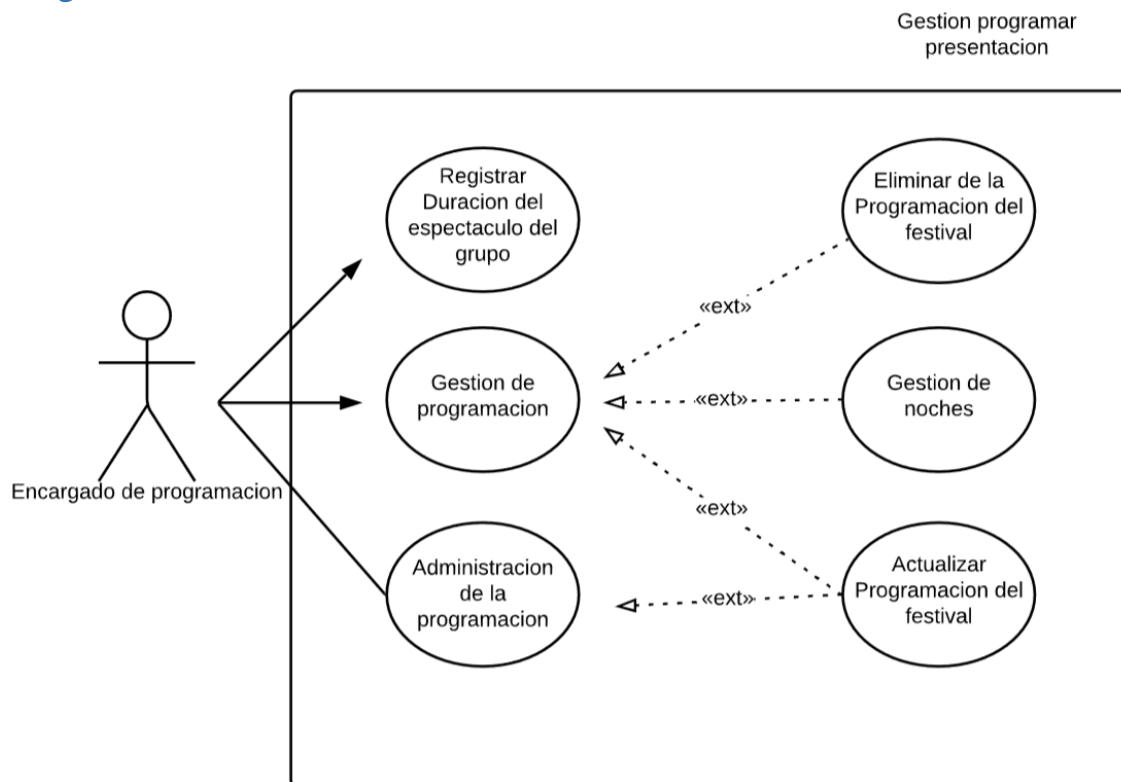 Gestion programar
presentacion
Registrar
Duracion del
espectaculo del
grupo
Eliminar de la
Programacion del
festival
«ext»
Gestion de
programacion
«ext»
Gestion de
noches
Encargado de programacion
«ext»
Administracion
de la
programacion
«ext»
Actualizar
Programacion del
festival